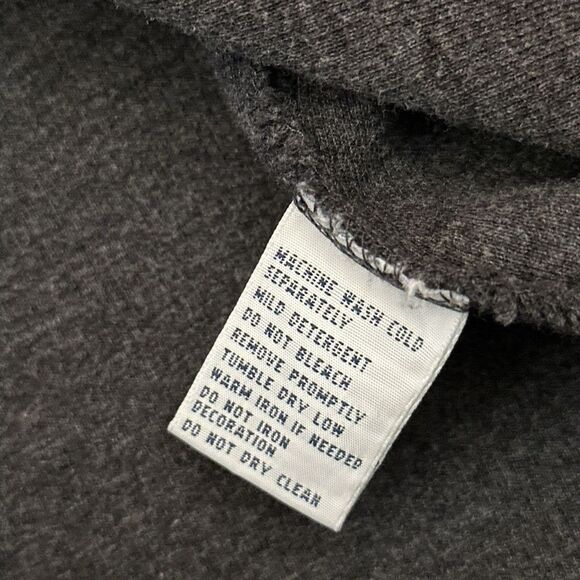 MACHINE WASH COLD
SEPARATELY
MILD DETERGENT
DO NOT BLEACH
REMOVE PROMPTLY
TUMBLE DRY LOW
WARM IRON IF NEEDED
DO NOT IRON
DECORATION
DO NOT DRY CLEAN